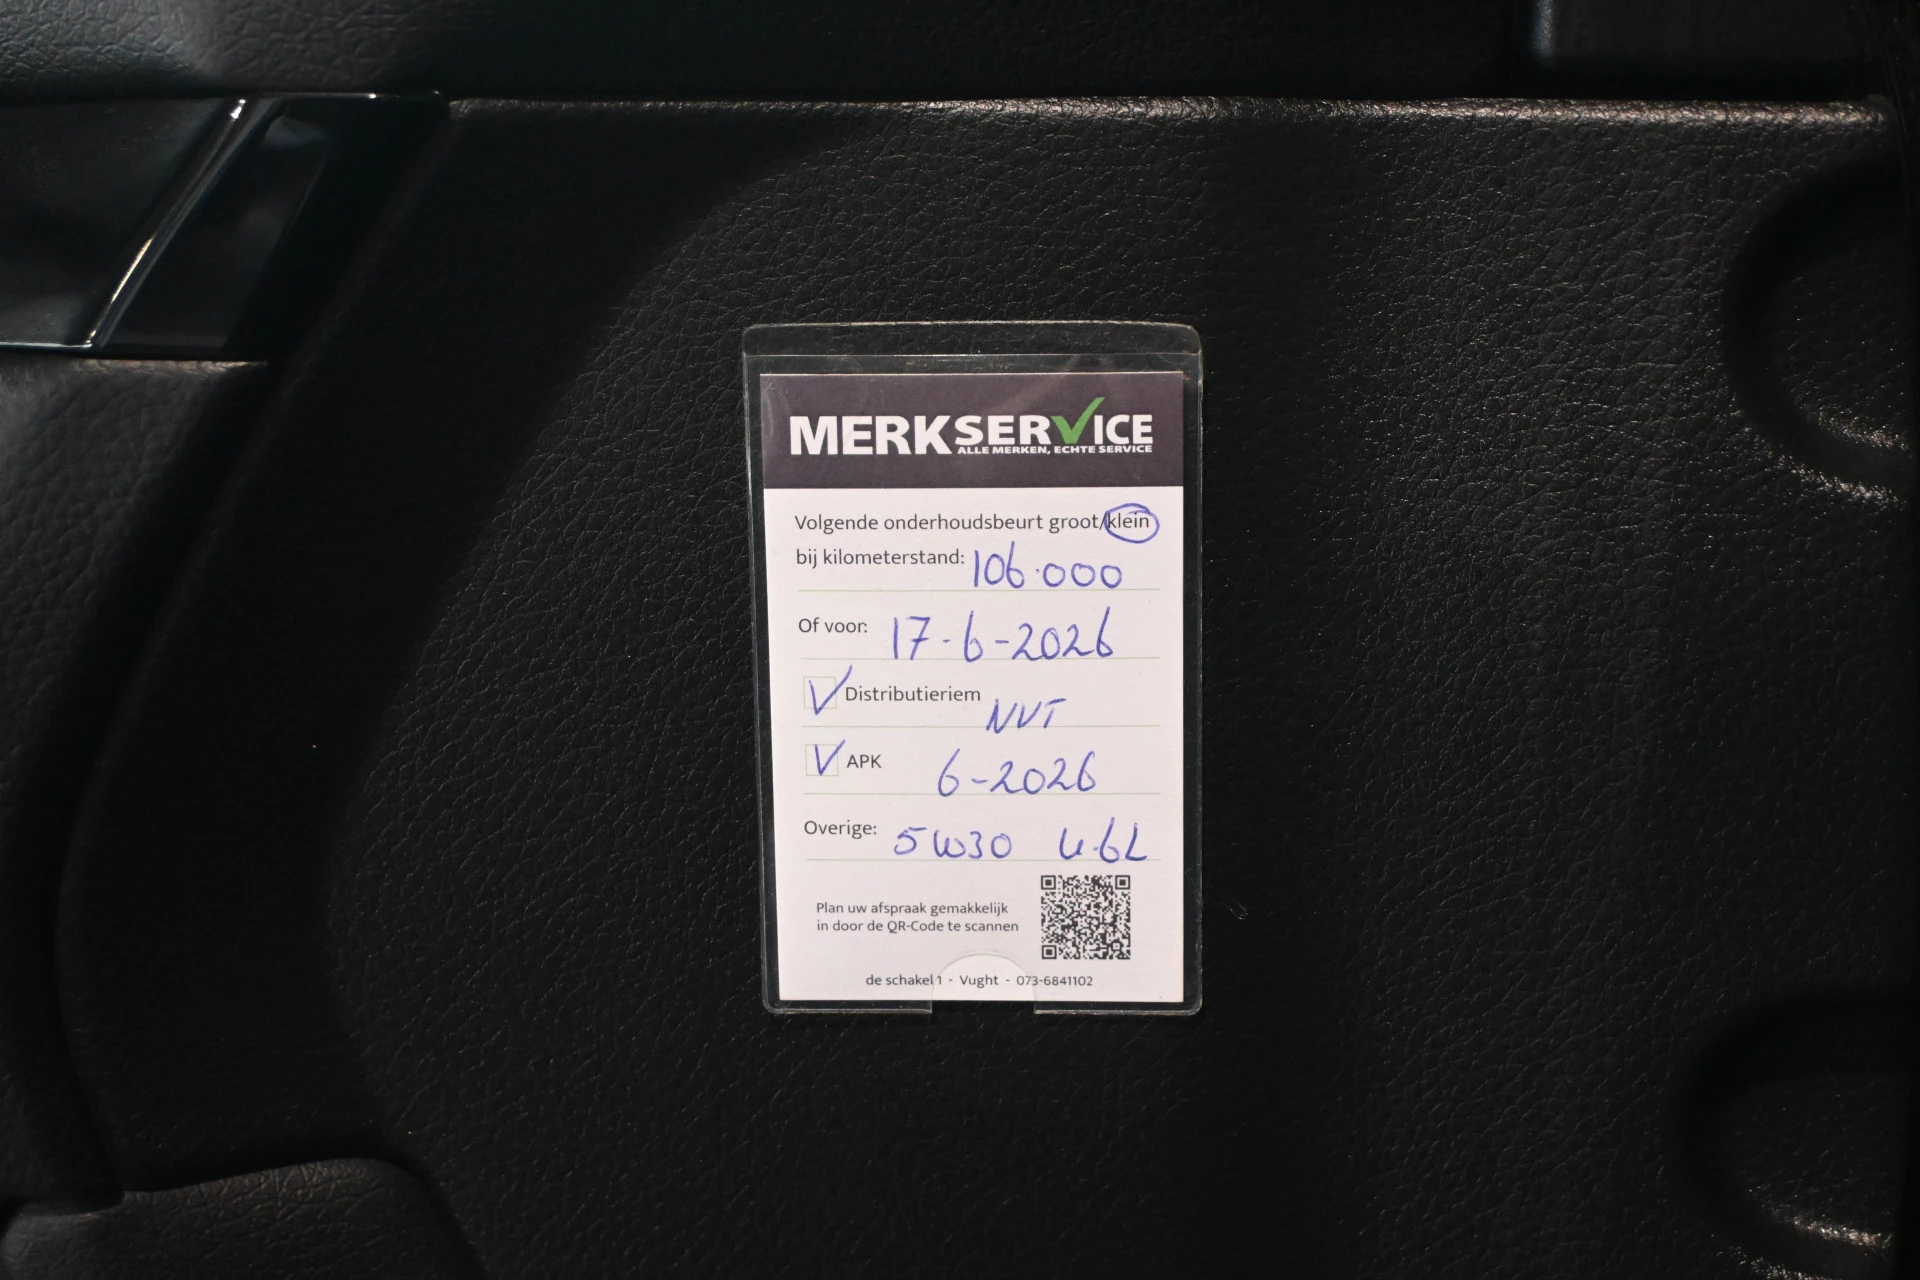 MERKSERVICE
ALLE MERKEN, ECHTE SERVICE
Volgende onderhoudsbeurt groot/klein
bij kilometerstand: 106.000
Of voor: 17-6-2026
Distributieriem NVT
APK 6-2026
Overige: 5W30 4.6L
Plan uw afspraak gemakkelijk
in door de QR-Code te scannen
de schakel 1 - Vught - 073-6841102